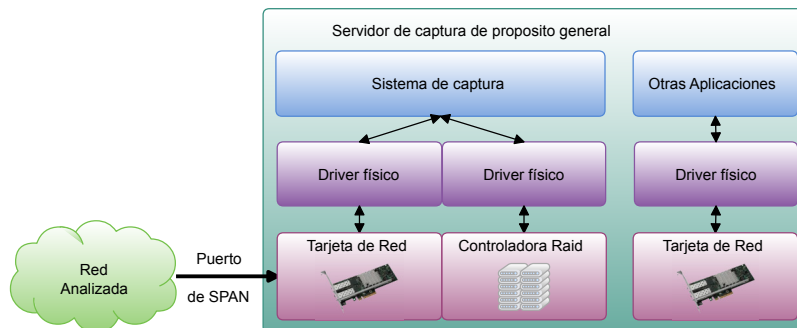 Servidor de captura de proposito general
Sistema de captura
Otras Aplicaciones
Driver físico
Driver físico
Driver físico
Tarjeta de Red
Controladora Raid
Tarjeta de Red
Red
Analizada
Puerto
de SPAN